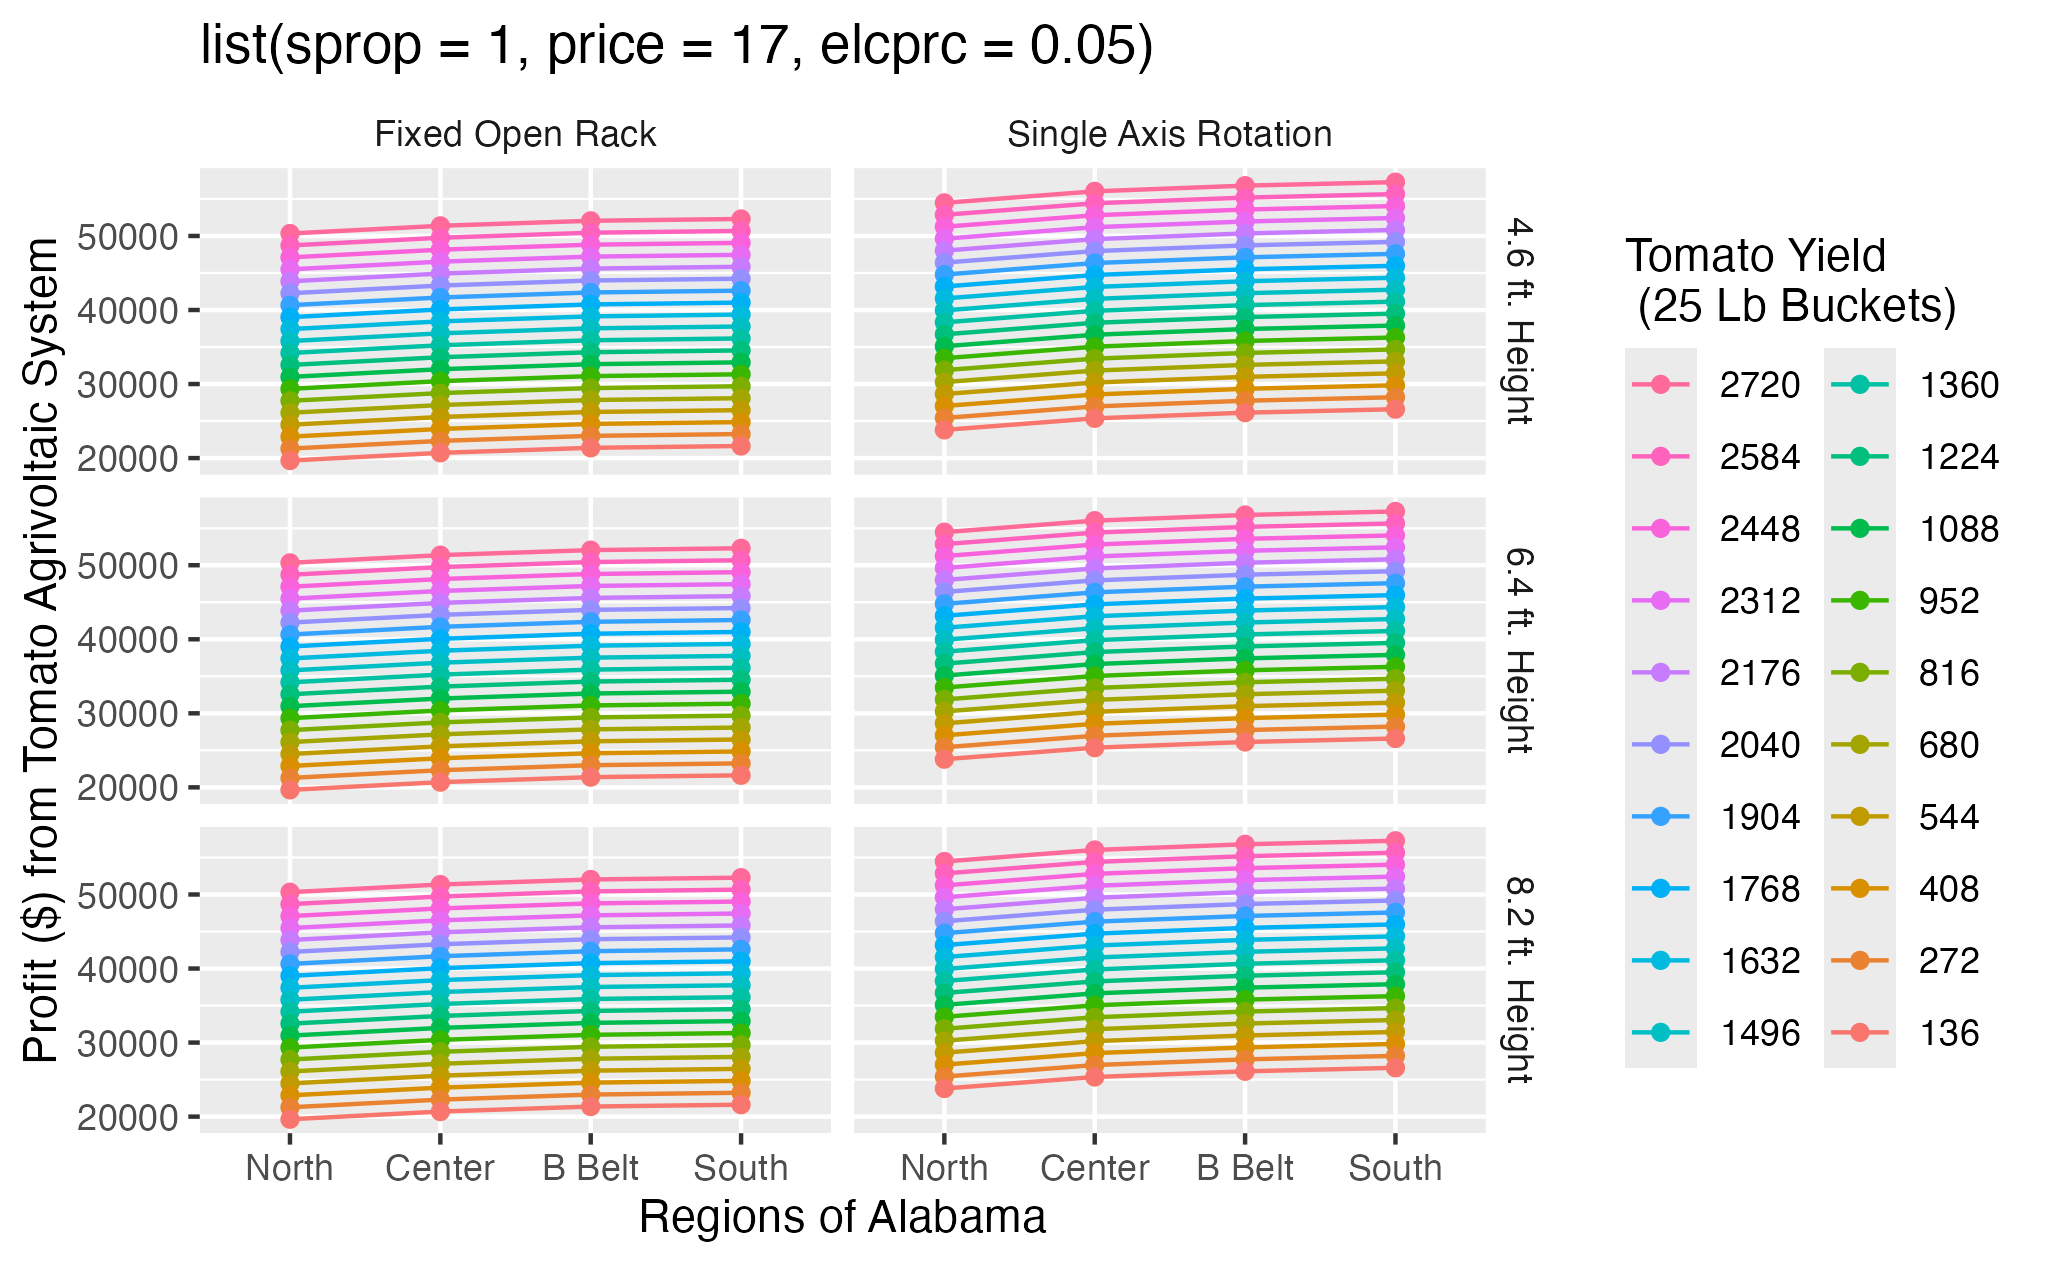 list(sprop = 1, price = 17, elcprc = 0.05)
Fixed Open Rack
Single Axis Rotation
Profit ($) from Tomato Agrivoltaic System
50000
40000
30000
20000
4.6 ft. Height
50000
40000
30000
20000
6.4 ft. Height
50000
40000
30000
20000
8.2 ft. Height
North Center B Belt South
North Center B Belt South
Regions of Alabama
Tomato Yield
(25 Lb Buckets)
2720 1360
2584 1224
2448 1088
2312 952
2176 816
2040 680
1904 544
1768 408
1632 272
1496 136